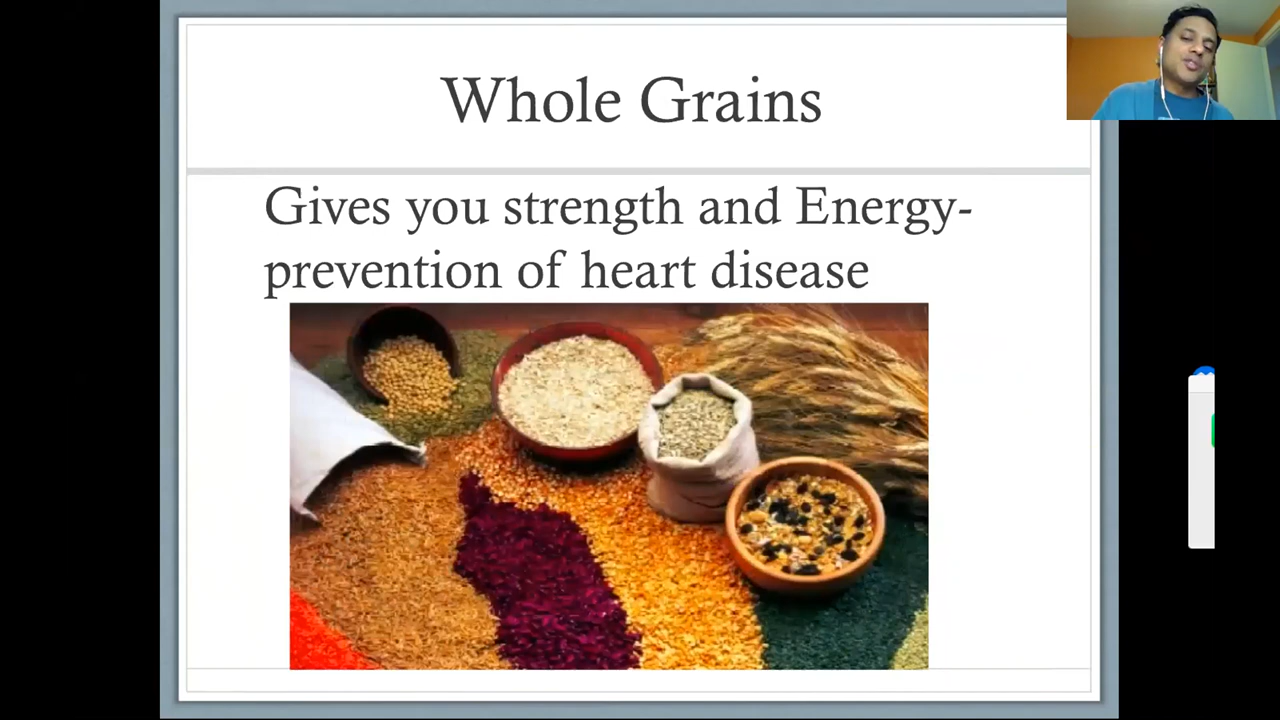 Whole Grains
Gives you strength and Energy-
prevention of heart disease